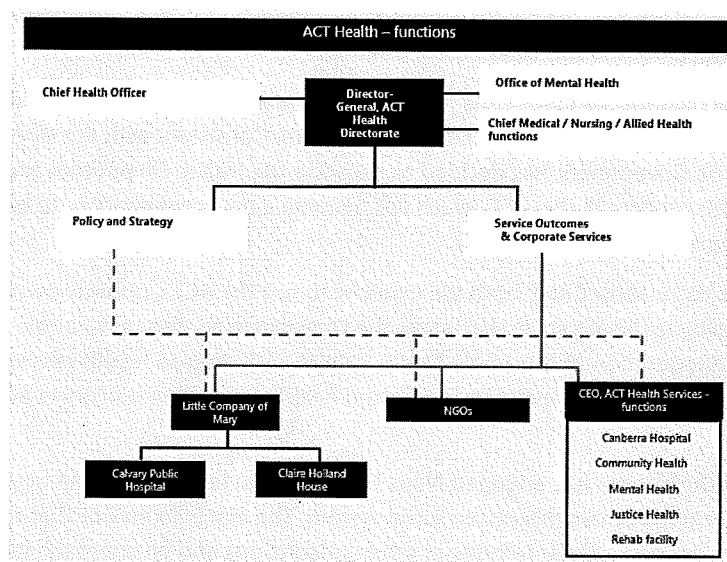 ACT Health – functions
Chief Health Officer
Director-
General, ACT
Health
Directorate
Office of Mental Health
Chief Medical / Nursing / Allied Health
functions
Policy and Strategy
Service Outcomes
& Corporate Services
Little Company of
Mary
NGOs
CEO, ACT Health Services –
functions
Calvary Public
Hospital
Claire Holland
House
Canberra Hospital
Community Health
Mental Health
Justice Health
Rehab facility